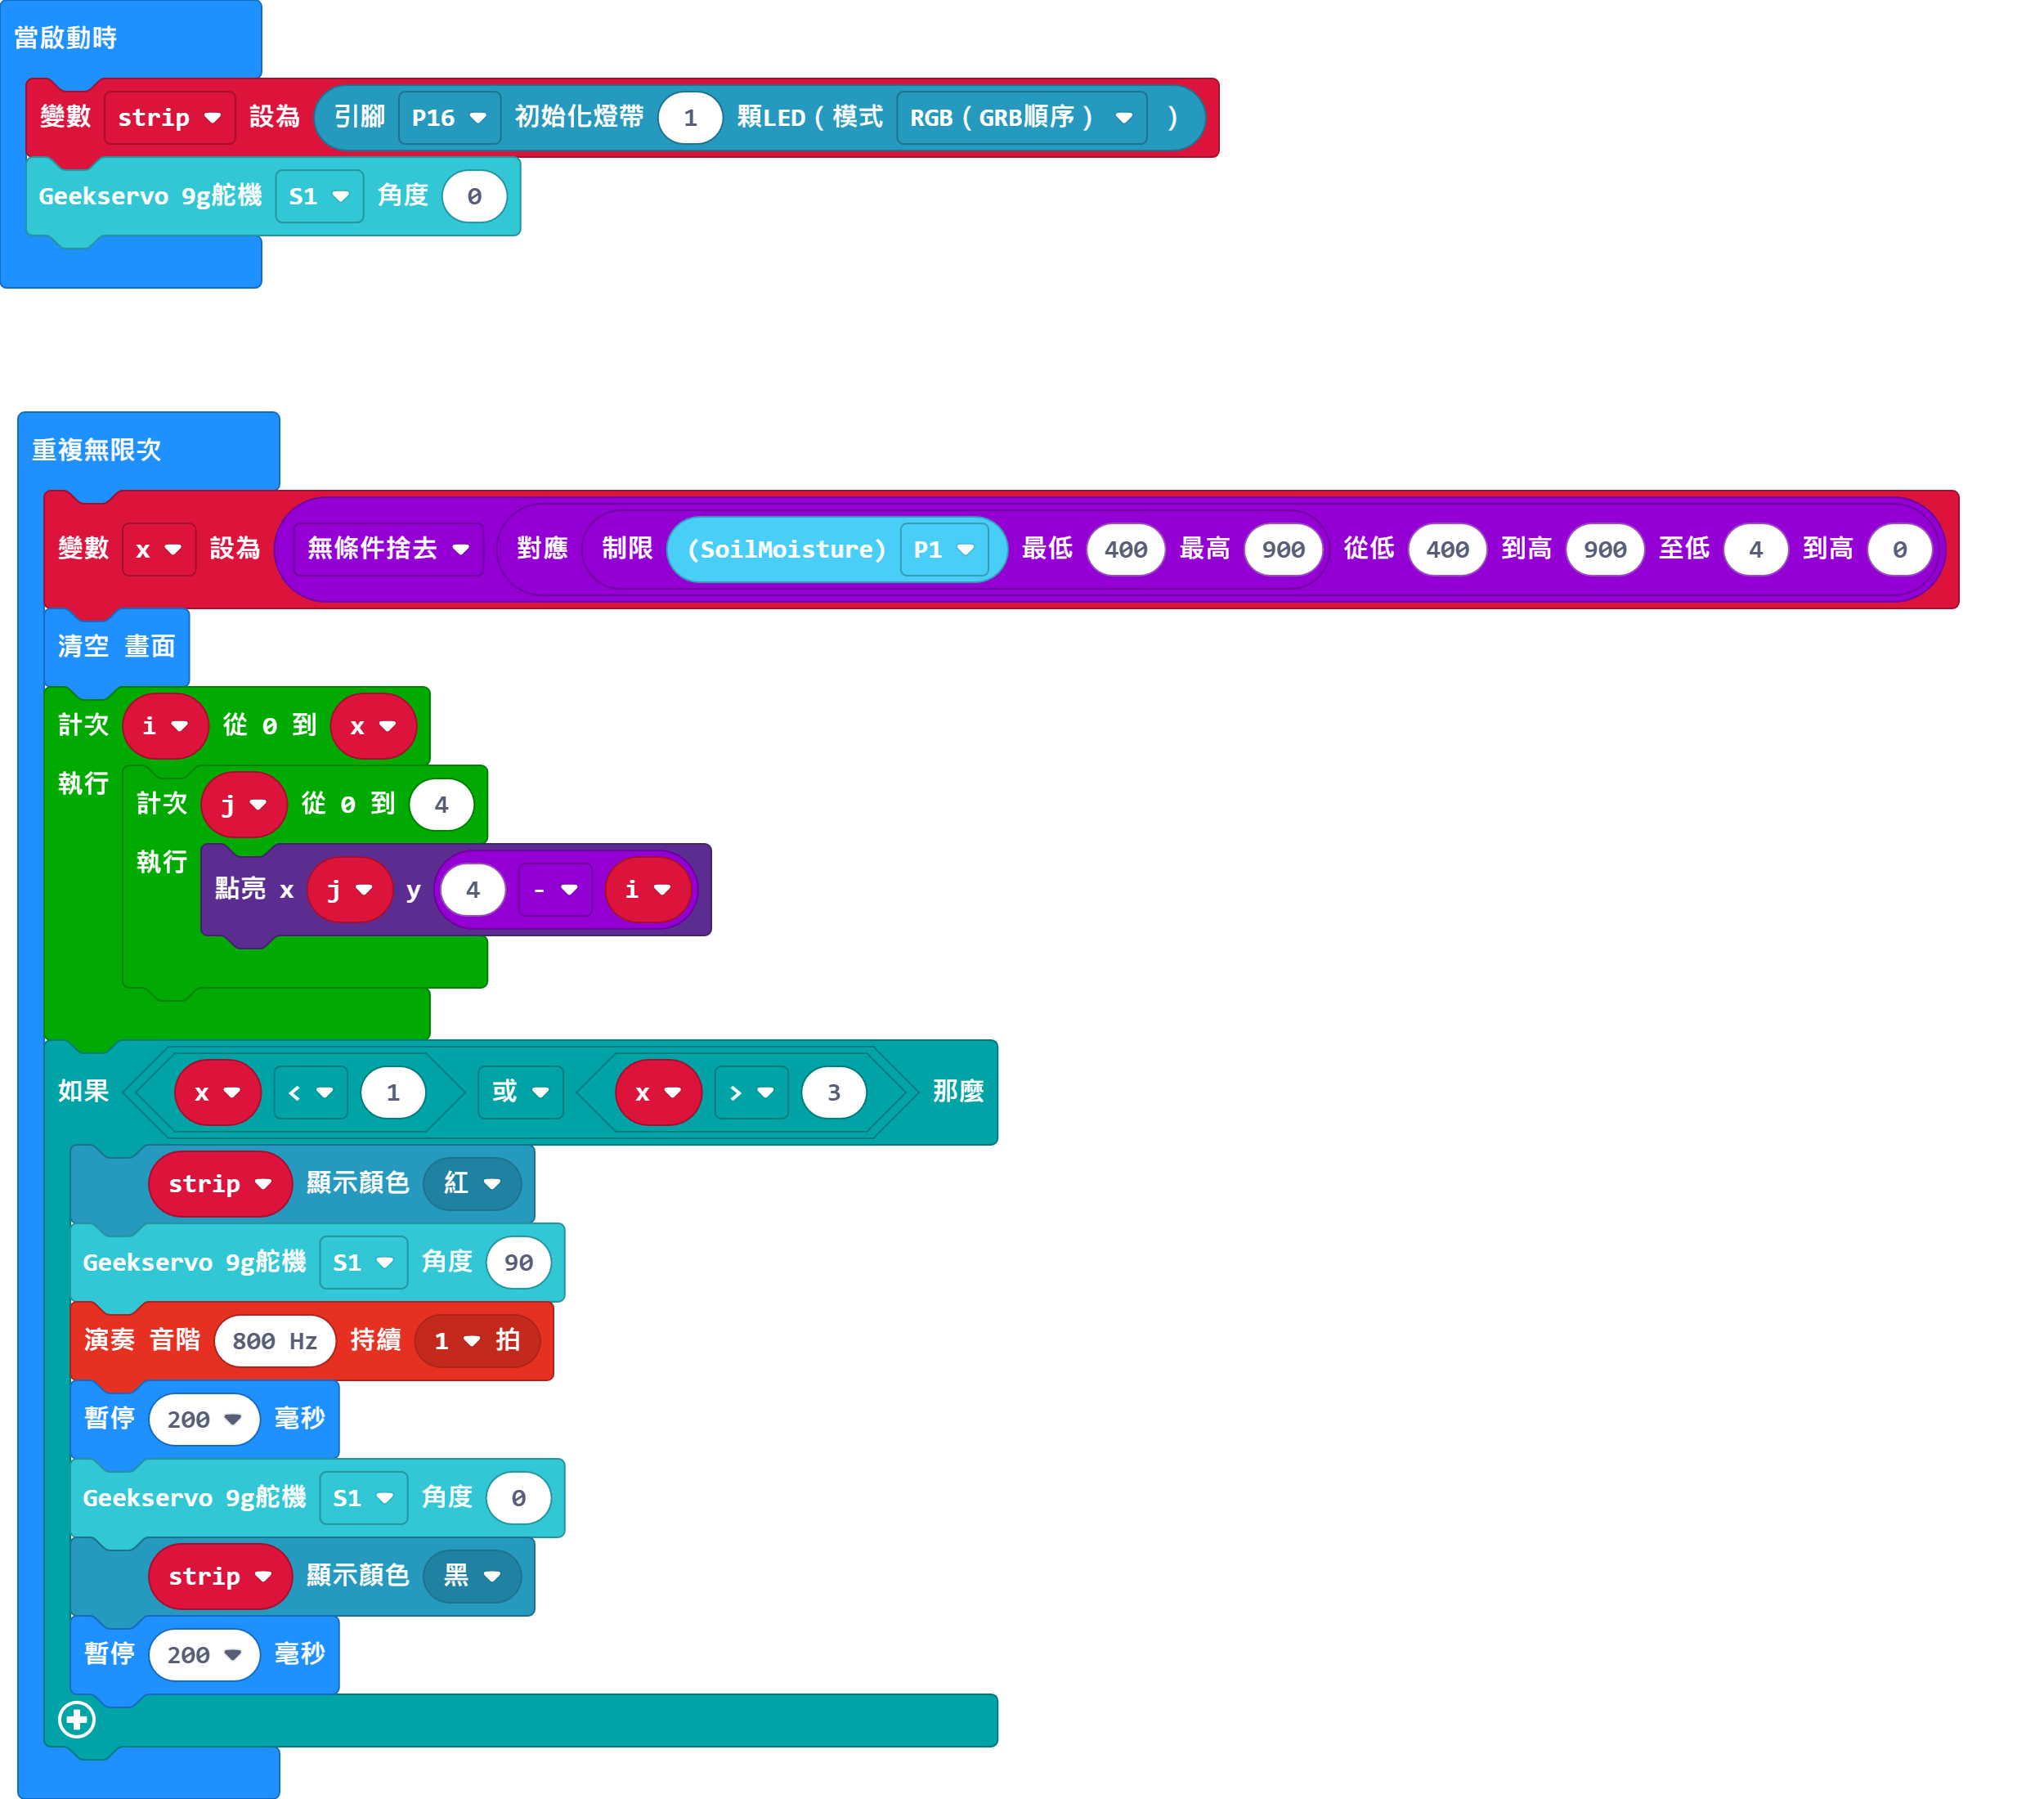 當啟動時
變數 strip 設為 引腳 P16 初始化燈帶 1 顆LED(模式 RGB(GRB順序) )
Geekservo 9g舵機 S1 角度 0
重複無限次
變數 x 設為 無條件捨去 對應 制限 (SoilMoisture) P1 最低 400 最高 900 從低 400 到高 900 至低 4 到高 0
清空 畫面
計次 i 從 0 到 x
執行 計次 j 從 0 到 4
執行 點亮 x j y 4 - i
如果 x < 1 或 x > 3 那麼
strip 顯示顏色 紅
Geekservo 9g舵機 S1 角度 90
演奏 音階 800 Hz 持續 1 拍
暫停 200 毫秒
Geekservo 9g舵機 S1 角度 0
strip 顯示顏色 黑
暫停 200 毫秒